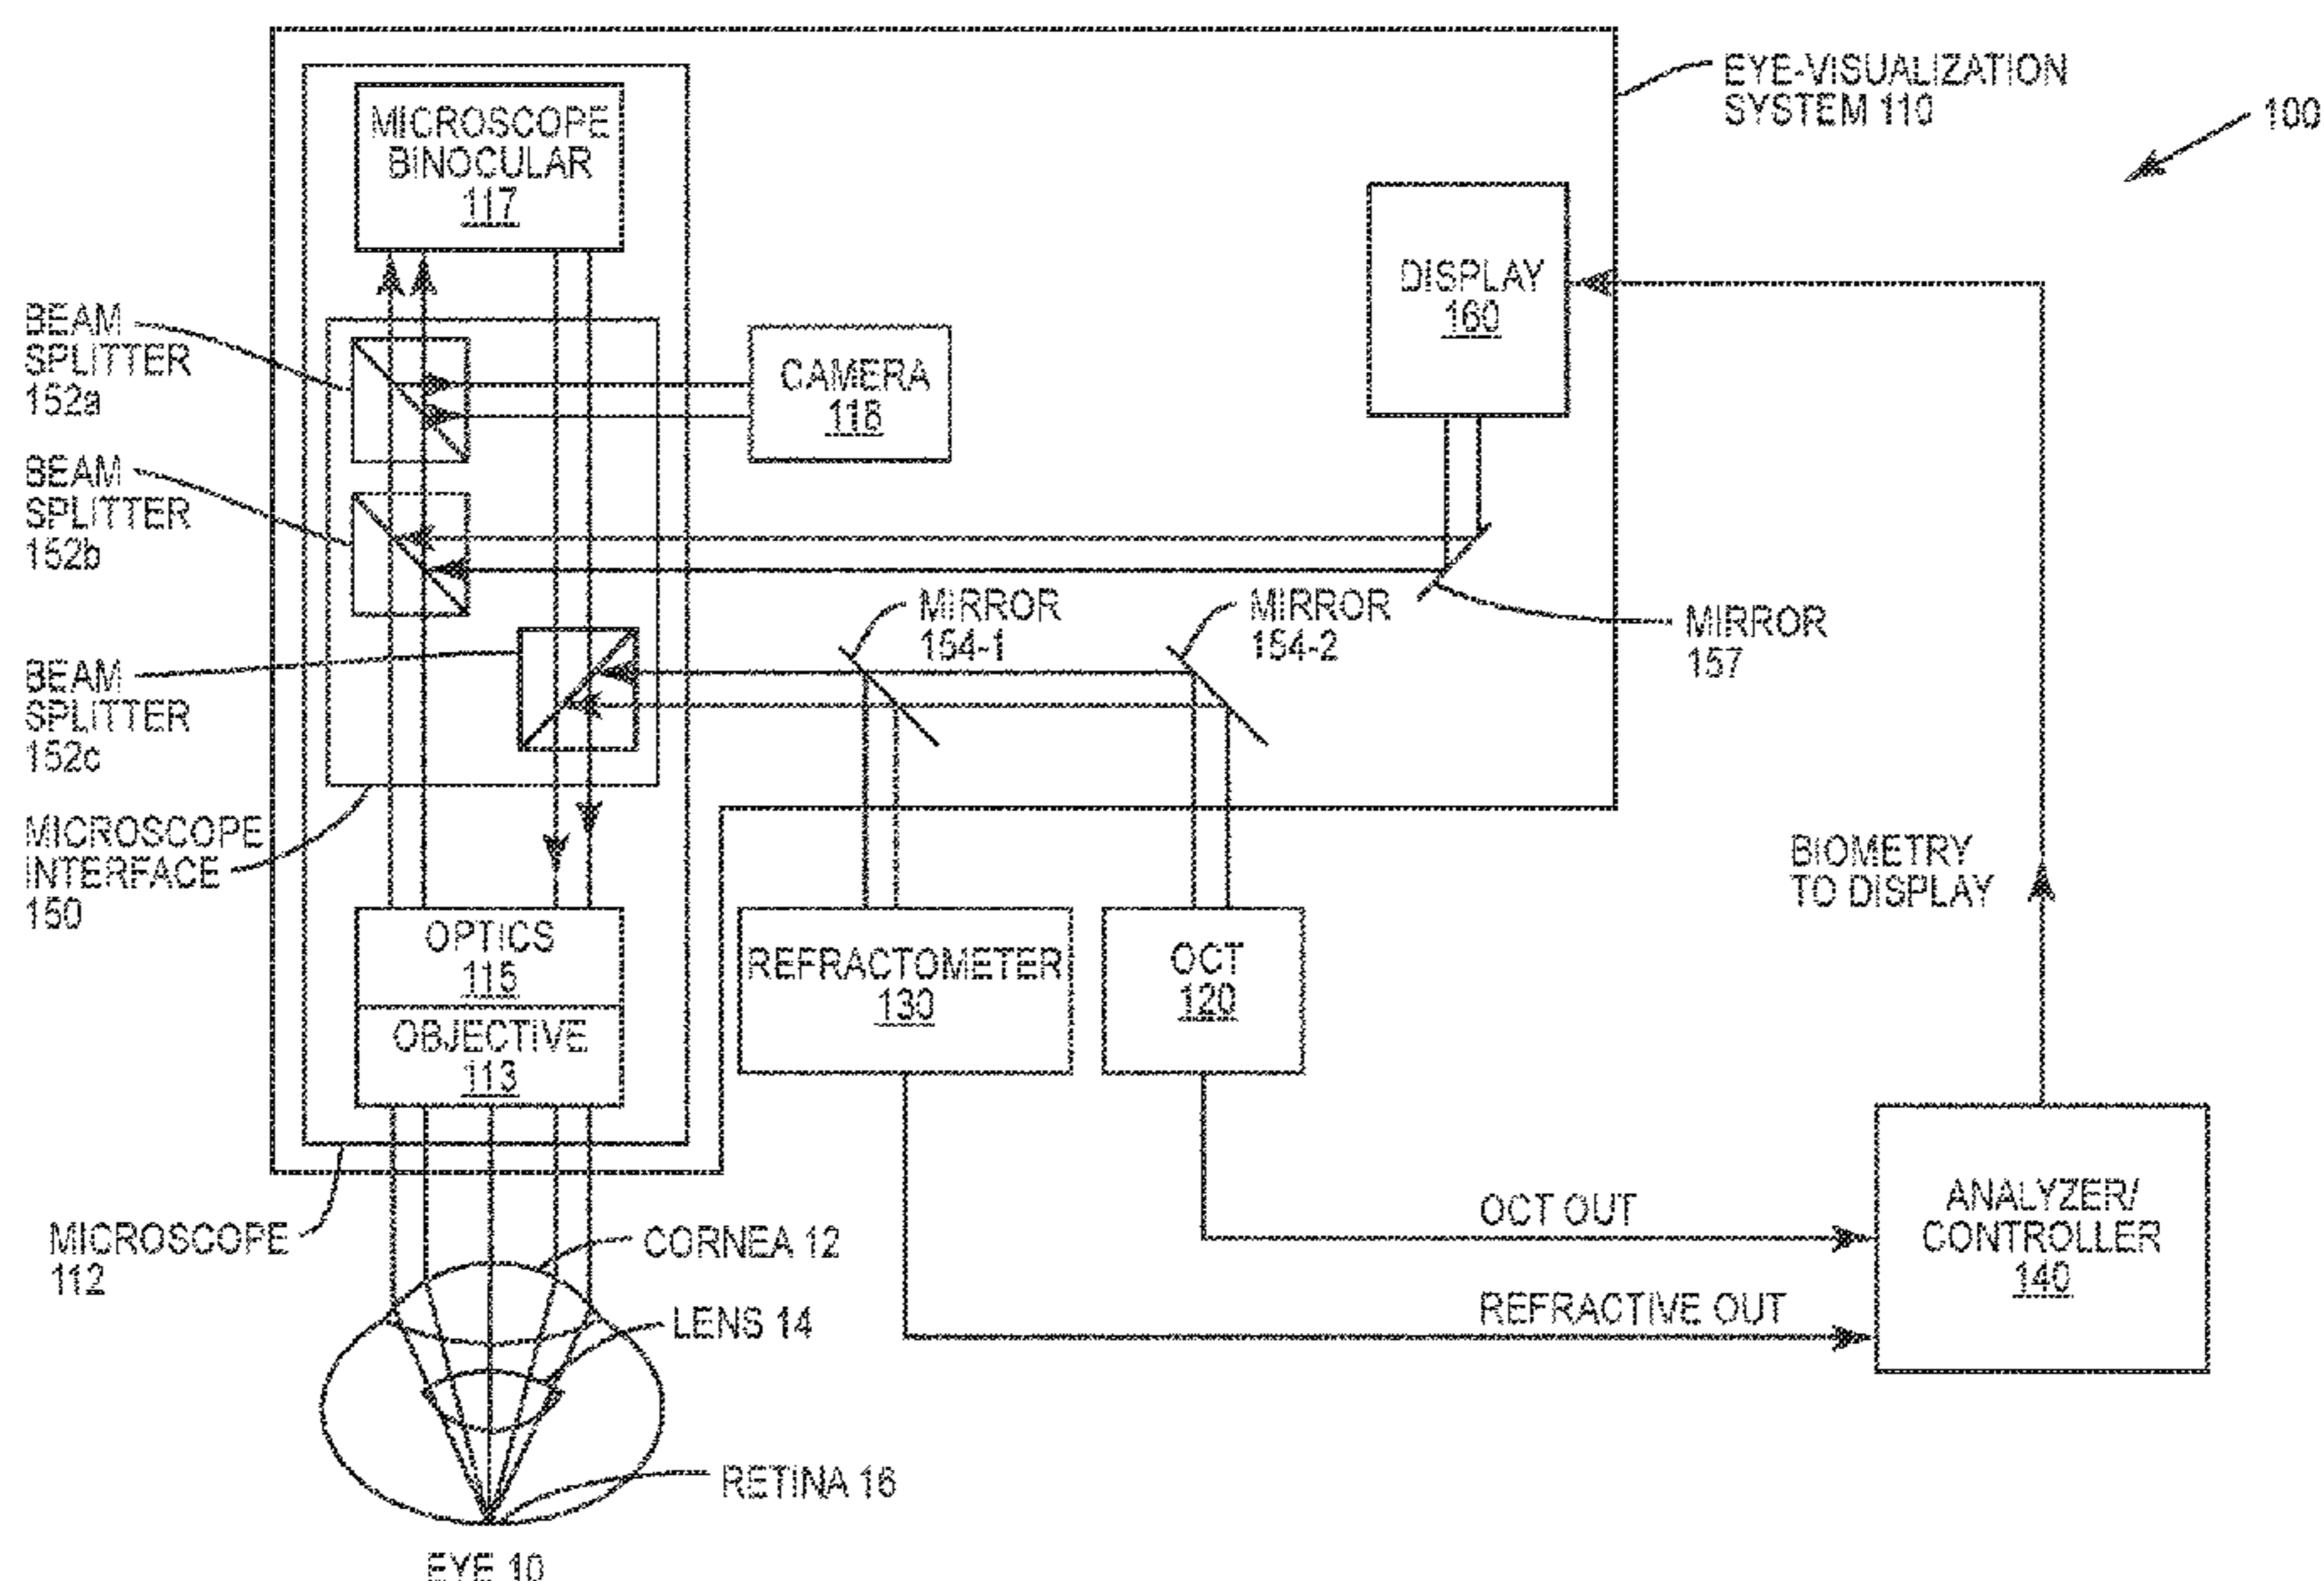 EYE-VISUALIZATION
SYSTEM 110
100
MICROSCOPE
BINOCULAR
117
DISPLAY
160
BEAM
SPLITTER
152a
CAMERA
118
BEAM
SPLITTER
152b
MIRROR
154-1
MIRROR
154-2
MIRROR
157
BEAM
SPLITTER
152c
MICROSCOPE
INTERFACE
150
BIOMETRY
TO DISPLAY
OPTICS
115
REFRACTOMETER
130
OCT
120
OBJECTIVE
113
MICROSCOPE
112
CORNEA 12
OCT OUT
ANALYZER/
CONTROLLER
140
LENS 14
REFRACTIVE OUT
RETINA 16
EYE 10